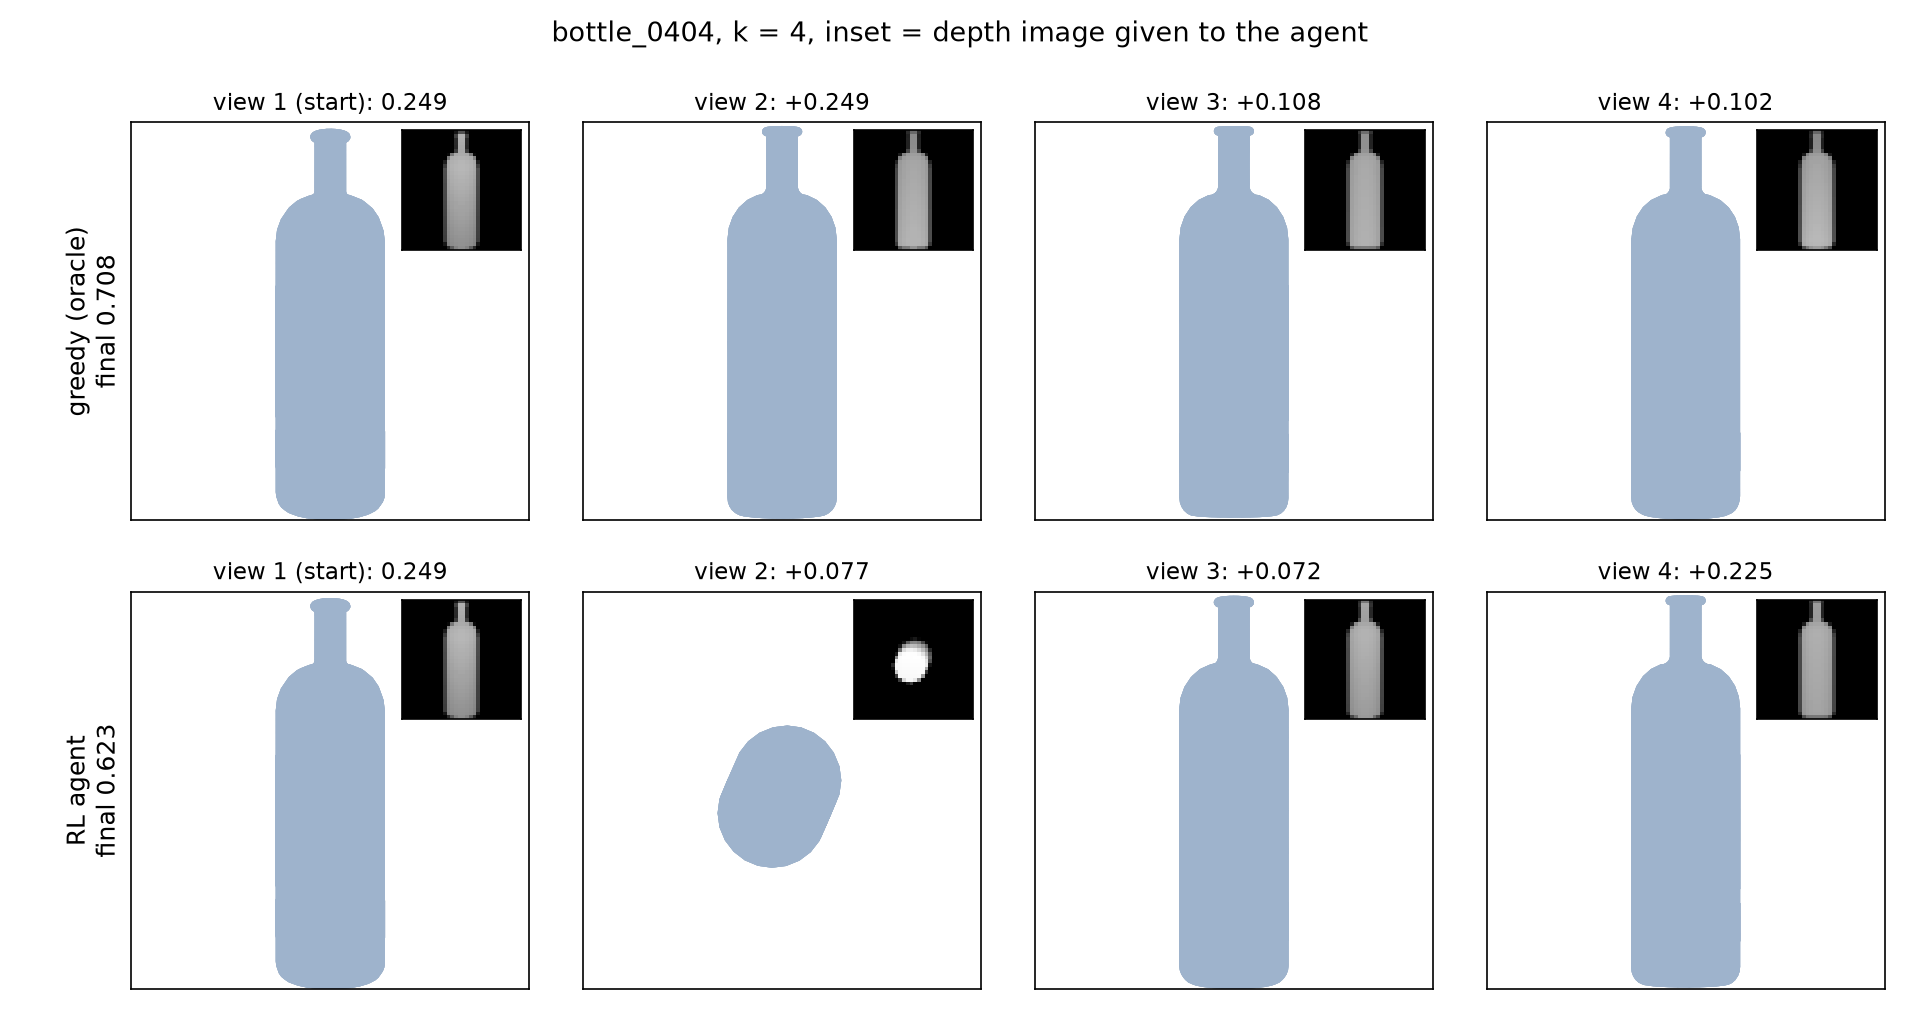 bottle_0404, k = 4, inset = depth image given to the agent
greedy (oracle)
final 0.708
view 1 (start): 0.249
view 2: +0.249
view 3: +0.108
view 4: +0.102
RL agent
final 0.623
view 1 (start): 0.249
view 2: +0.077
view 3: +0.072
view 4: +0.225